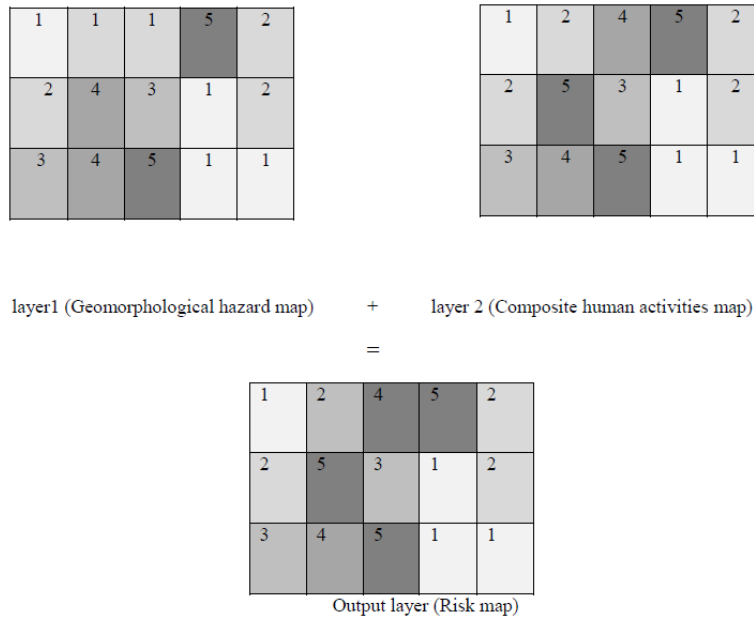 1 1 1 5 2
2 4 3 1 2
3 4 5 1 1
1 2 4 5 2
2 5 3 1 2
3 4 5 1 1
layer1 (Geomorphological hazard map) + layer 2 (Composite human activities map)
=
1 2 4 5 2
2 5 3 1 2
3 4 5 1 1
Output layer (Risk map)